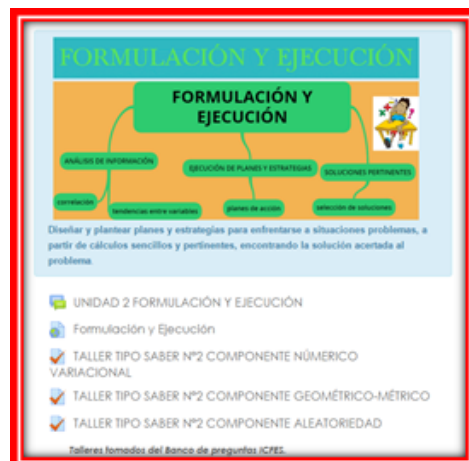 FORMULACIÓN Y EJECUCIÓN
FORMULACIÓN Y
EJECUCIÓN
ANÁLISIS DE INFORMACIÓN
EJECUCIÓN DE PLANES Y ESTRATEGIAS
SOLUCIONES PERTINENTES
correlación
tendencias entre variables
planes de acción
selección de soluciones
Diseñar y plantear planes y estrategias para enfrentarse a situaciones problemas, a
partir de cálculos sencillos y pertinentes, encontrando la solución acertada al
problema.
UNIDAD 2 FORMULACIÓN Y EJECUCIÓN
Formulación y Ejecución
TALLER TIPO SABER N°2 COMPONENTE NÚMERICO
VARIACIONAL
TALLER TIPO SABER N°2 COMPONENTE GEOMÉTRICO-MÉTRICO
TALLER TIPO SABER N°2 COMPONENTE ALEATORIEDAD
Talleres tomados del Banco de preguntas ICFES.